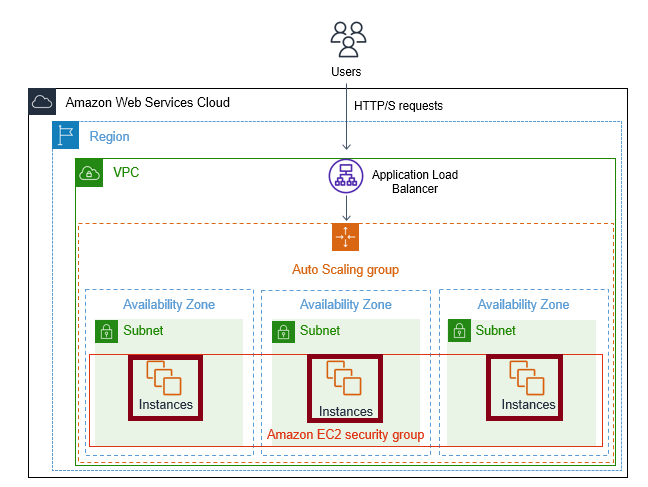 Users
Amazon Web Services Cloud
HTTP/S requests
Region
VPC
Application Load
Balancer
Auto Scaling group
Availability Zone
Availability Zone
Availability Zone
Subnet
Subnet
Subnet
Instances
Instances
Instances
Amazon EC2 security group